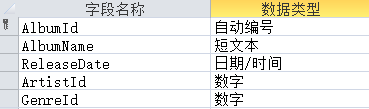 字段名称 数据类型
AlbumId 自动编号
AlbumName 短文本
ReleaseDate 日期/时间
ArtistId 数字
GenreId 数字